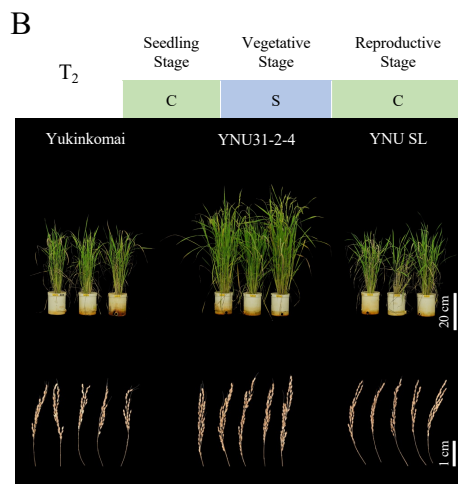 B
T2
Seedling Stage
Vegetative Stage
Reproductive Stage
C
S
C
Yukinkomai
YNU31-2-4
YNU SL
20 cm
1 cm